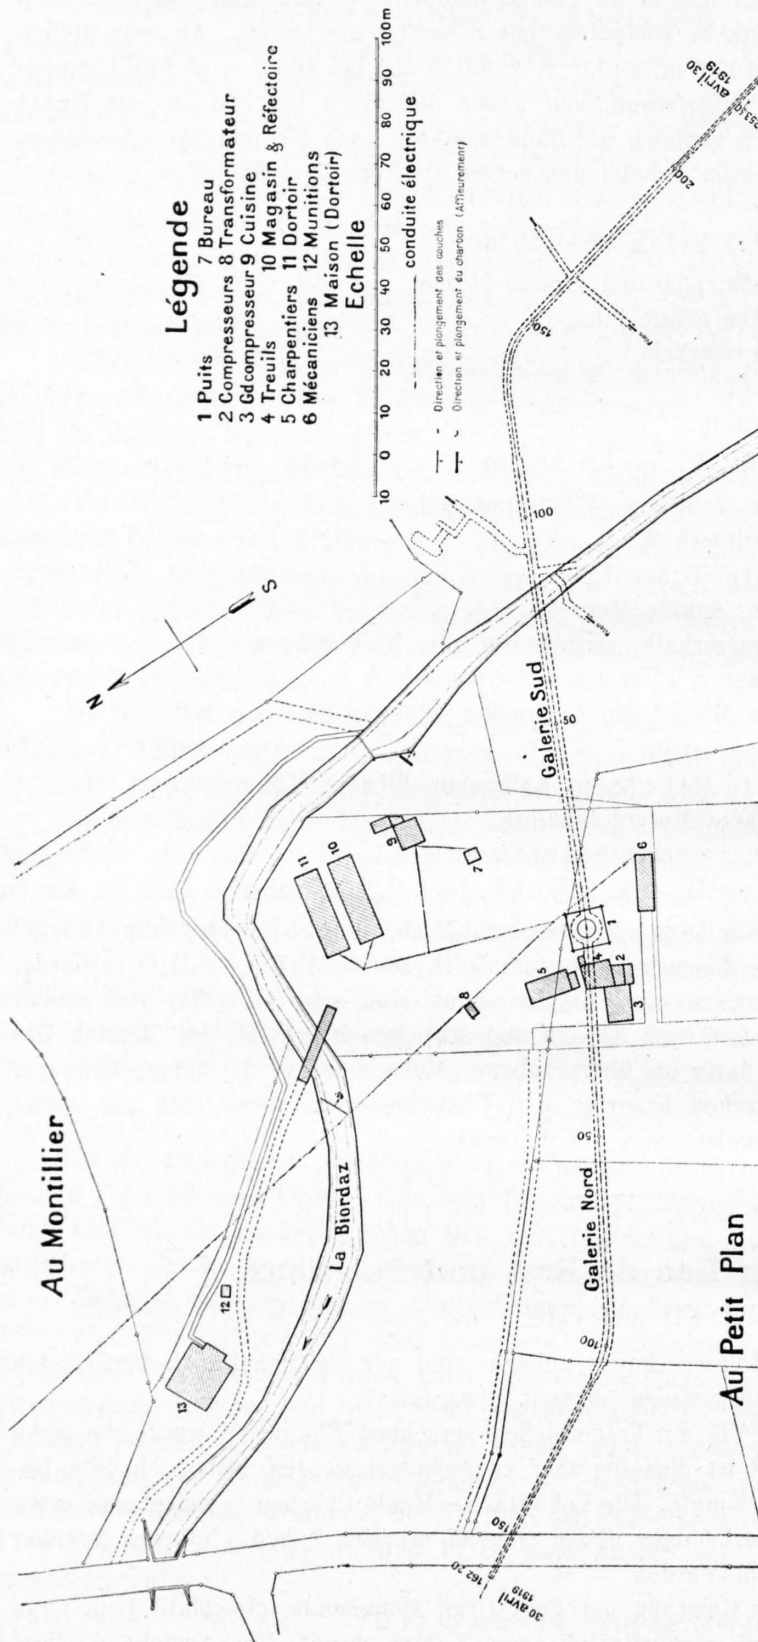 Légende
1 Puits 7 Bureau
2 Compresseurs 8 Transformateur
3 Gdcompresseur 9 Cuisine
4 Treuils 10 Magasin & Réfectoire
5 Charpentiers 11 Dortoir
6 Mécaniciens 12 Munitions
13 Maison (Dortoir)
Echelle
10 0 10 20 30 40 50 60 70 80 90 100m
conduite électrique
Direction et plongement des couches
Direction et plongement du charbon (Affleurement)
Au Montillier
N
S
13
12
La Biordaz
11
10
9
8
7
5
4
2
3
1
6
Galerie Sud
50
100
150
200
avril 30
1919
Galerie Nord
50
100
150
162.20
30 avril
1919
Au Petit Plan